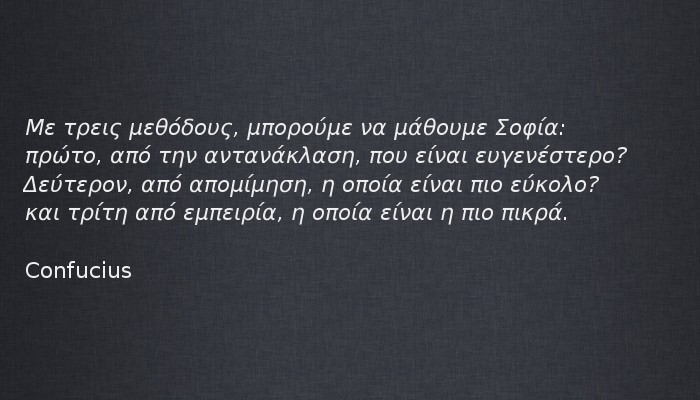 Με τρεις μεθόδους, μπορούμε να μάθουμε Σοφία:
πρώτο, από την αντανάκλαση, που είναι ευγενέστερο?
Δεύτερον, από απομίμηση, η οποία είναι πιο εύκολο?
και τρίτη από εμπειρία, η οποία είναι η πιο πικρά.
Confucius